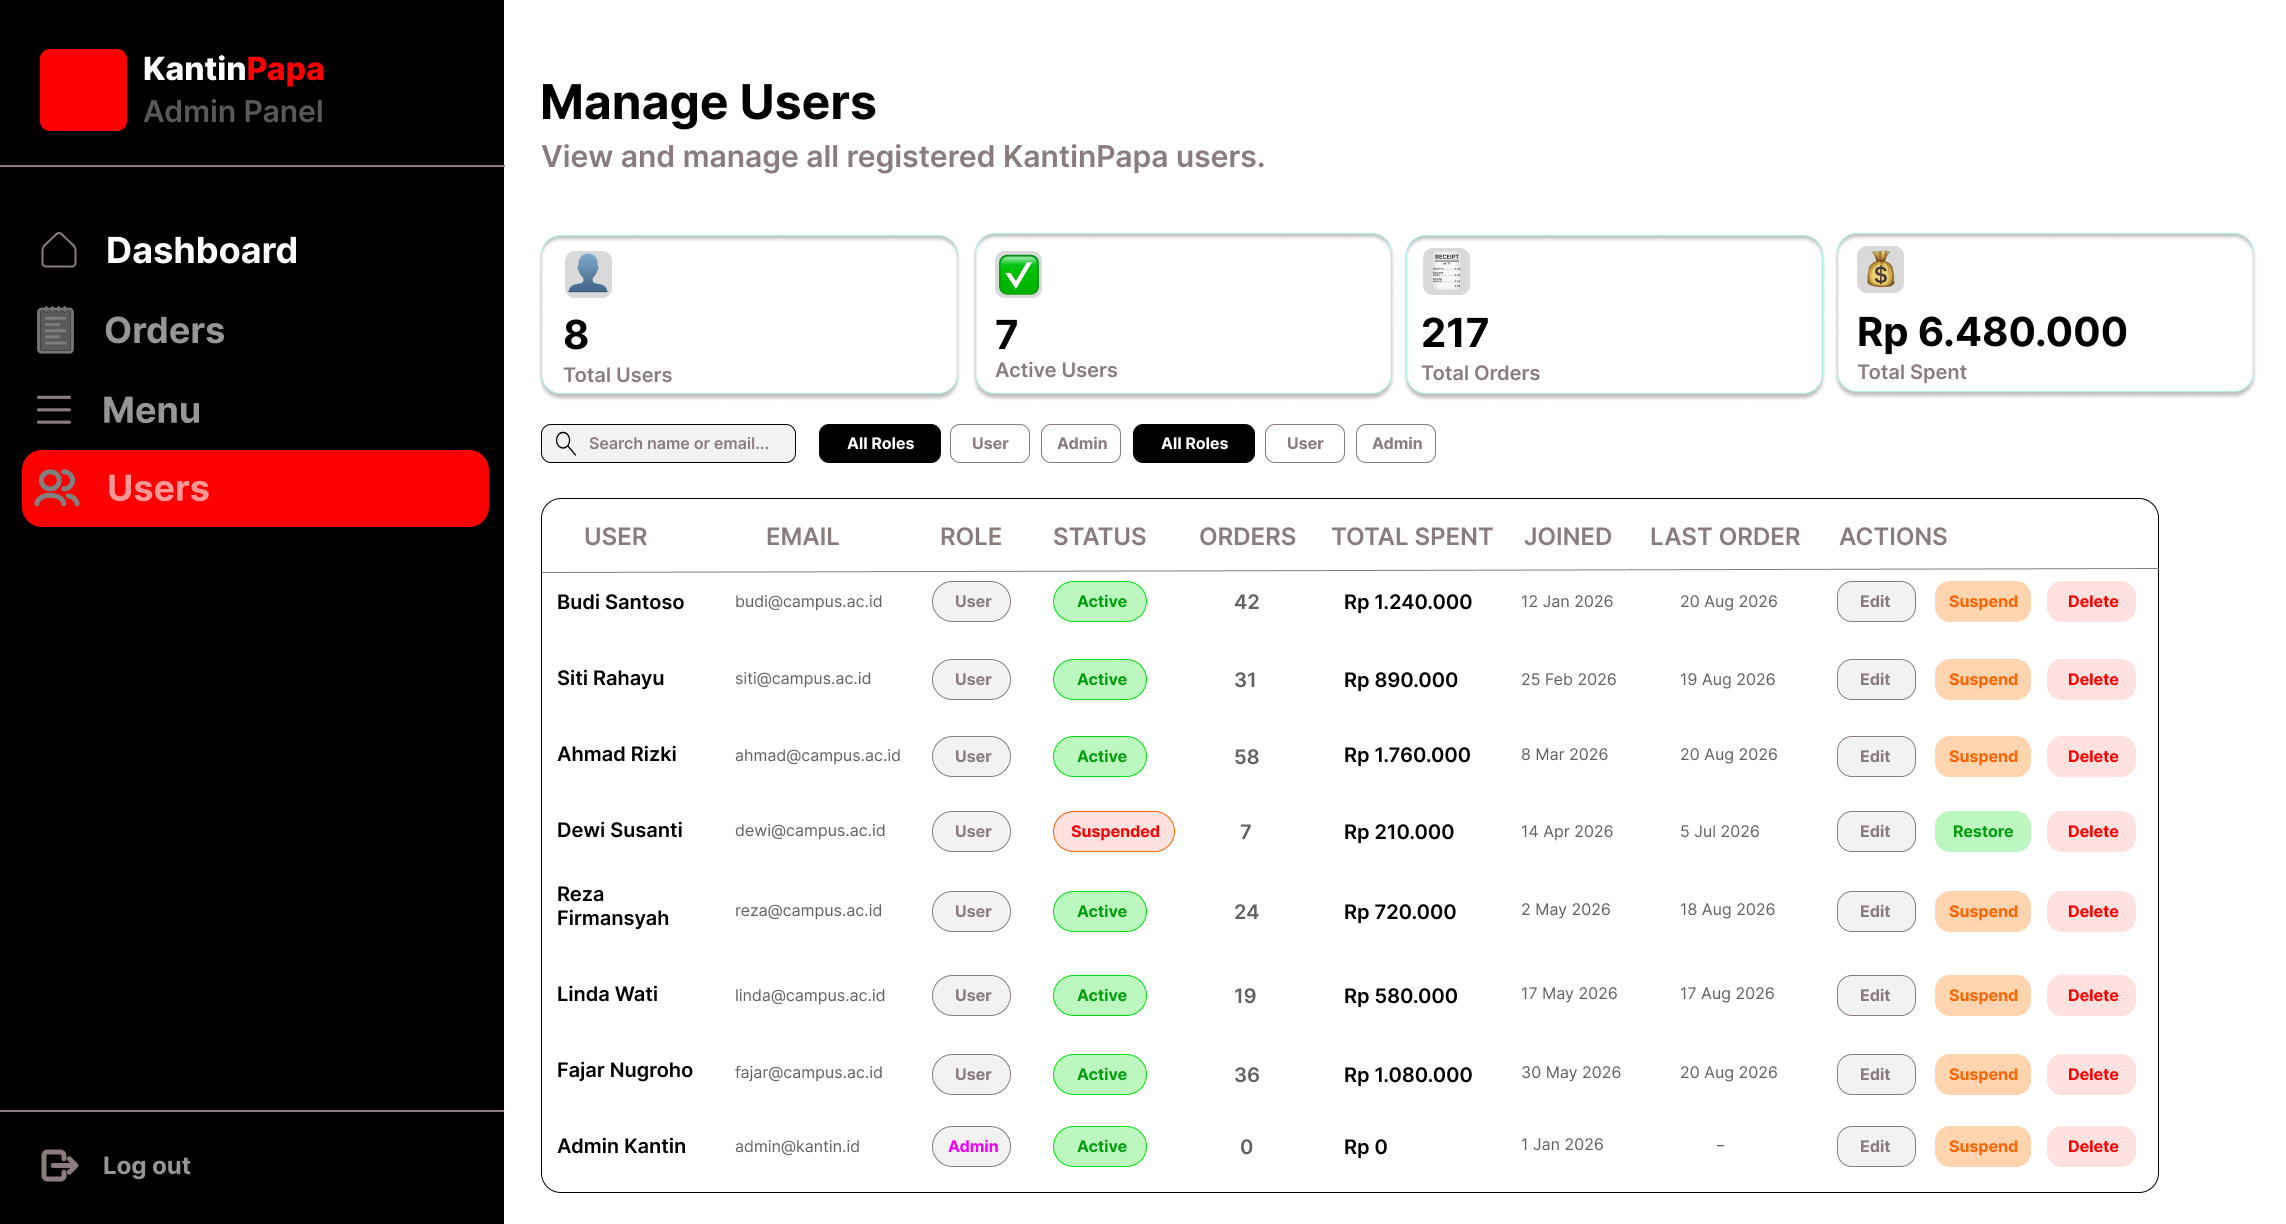 KantinPapa
Admin Panel
Dashboard
Orders
Menu
Users
Log out
Manage Users
View and manage all registered KantinPapa users.
8
Total Users
7
Active Users
RECEIPT
217
Total Orders
Rp 6.480.000
Total Spent
Search name or email... All Roles User Admin All Roles User Admin
USER EMAIL ROLE STATUS ORDERS TOTAL SPENT JOINED LAST ORDER ACTIONS
Budi Santoso budi@campus.ac.id User Active 42 Rp 1.240.000 12 Jan 2026 20 Aug 2026 Edit Suspend Delete
Siti Rahayu siti@campus.ac.id User Active 31 Rp 890.000 25 Feb 2026 19 Aug 2026 Edit Suspend Delete
Ahmad Rizki ahmad@campus.ac.id User Active 58 Rp 1.760.000 8 Mar 2026 20 Aug 2026 Edit Suspend Delete
Dewi Susanti dewi@campus.ac.id User Suspended 7 Rp 210.000 14 Apr 2026 5 Jul 2026 Edit Restore Delete
Reza
Firmansyah reza@campus.ac.id User Active 24 Rp 720.000 2 May 2026 18 Aug 2026 Edit Suspend Delete
Linda Wati linda@campus.ac.id User Active 19 Rp 580.000 17 May 2026 17 Aug 2026 Edit Suspend Delete
Fajar Nugroho fajar@campus.ac.id User Active 36 Rp 1.080.000 30 May 2026 20 Aug 2026 Edit Suspend Delete
Admin Kantin admin@kantin.id Admin Active 0 Rp 0 1 Jan 2026 – Edit Suspend Delete